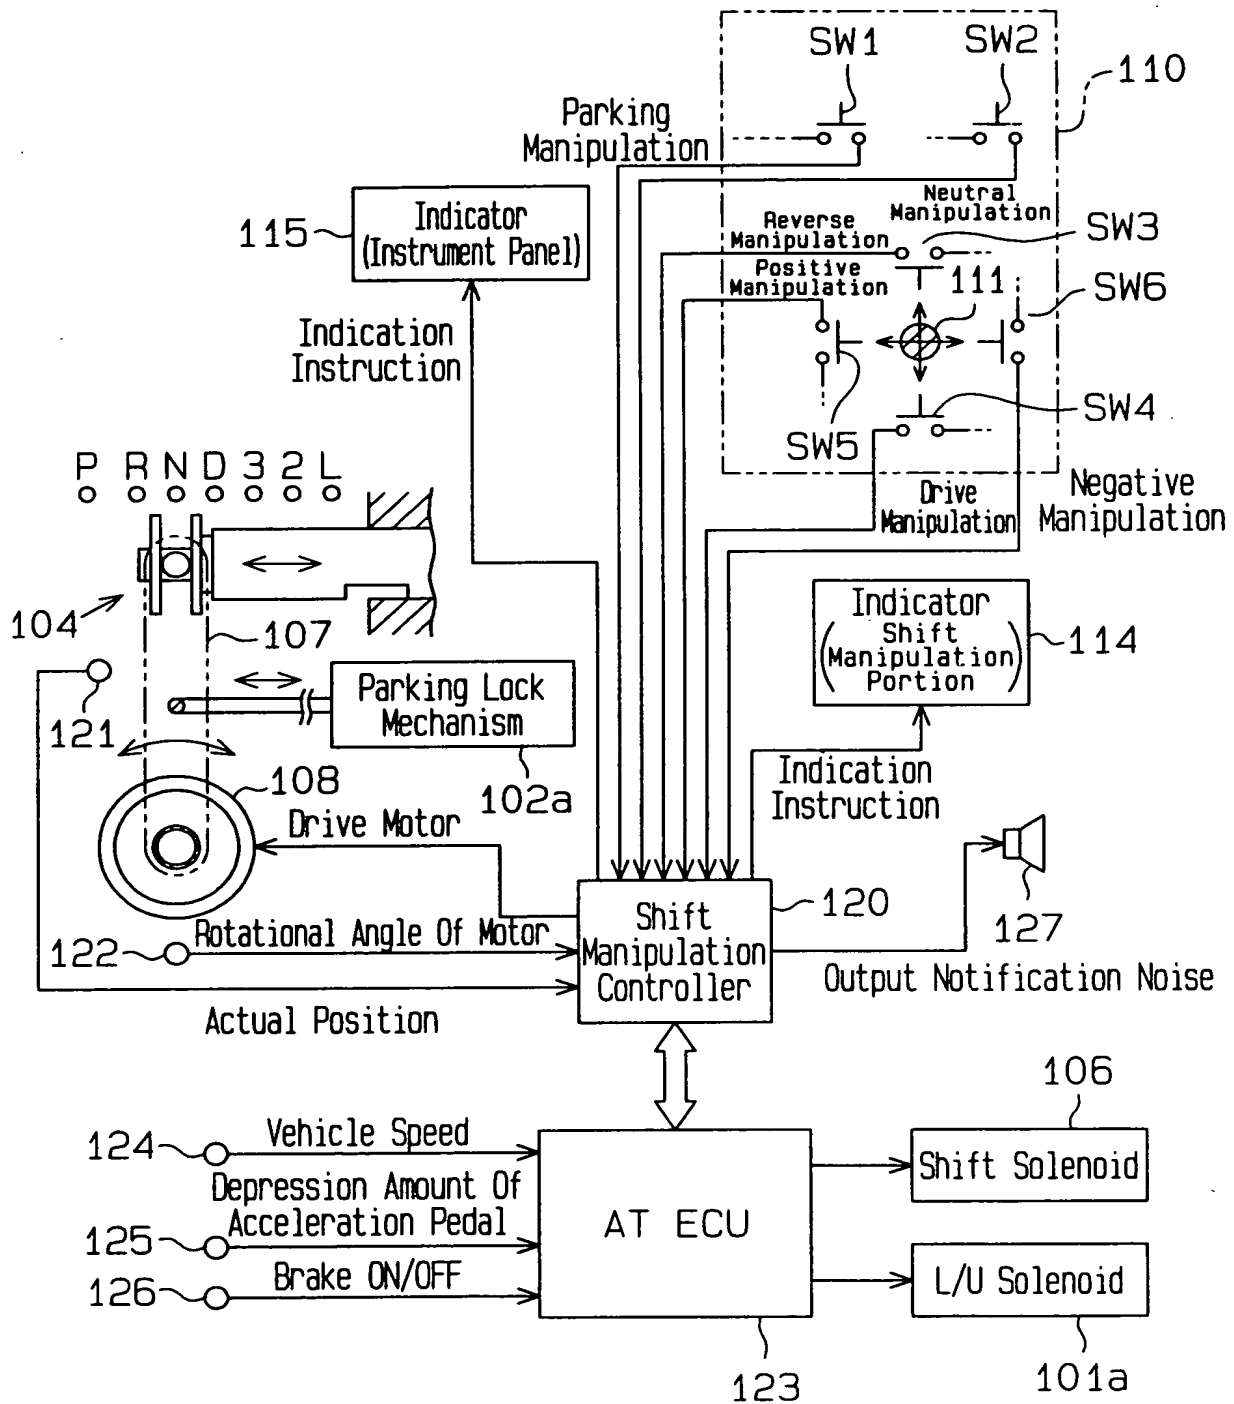 SW1
SW2
110
Parking
Manipulation
Neutral
Manipulation
115
Indicator
(Instrument Panel)
Reverse
Manipulation
SW3
Positive
Manipulation
111
SW6
Indication
Instruction
SW4
SW5
P R N D 3 2 L
Drive
Manipulation
Negative
Manipulation
104
107
Indicator
(Shift
Manipulation
Portion)
114
121
Parking Lock
Mechanism
102a
108
Drive Motor
Indication
Instruction
127
120
Shift
Manipulation
Controller
122
Rotational Angle Of Motor
Output Notification Noise
Actual Position
106
124
Vehicle Speed
Shift Solenoid
Depression Amount Of
Acceleration Pedal
125
AT ECU
126
Brake ON/OFF
L/U Solenoid
123
101a